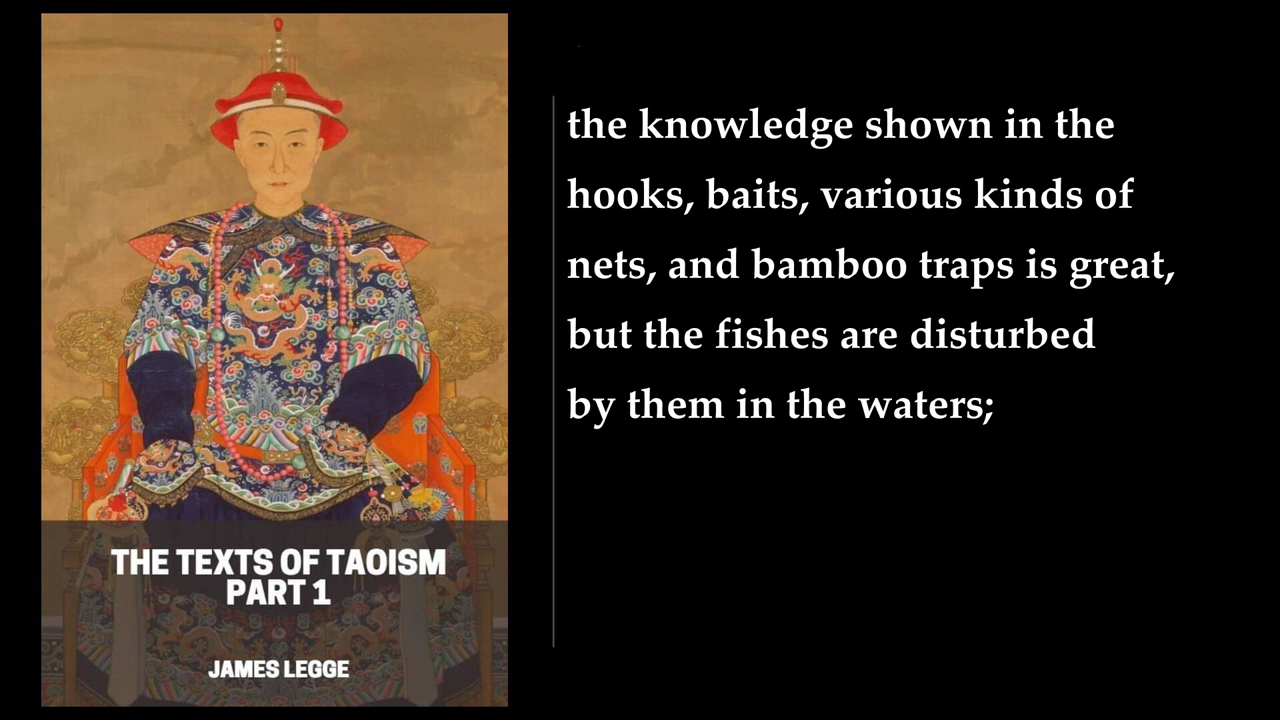 the knowledge shown in the
hooks, baits, various kinds of
nets, and bamboo traps is great,
but the fishes are disturbed
by them in the waters;
THE TEXTS OF TAOISM
PART 1
JAMES LEGGE